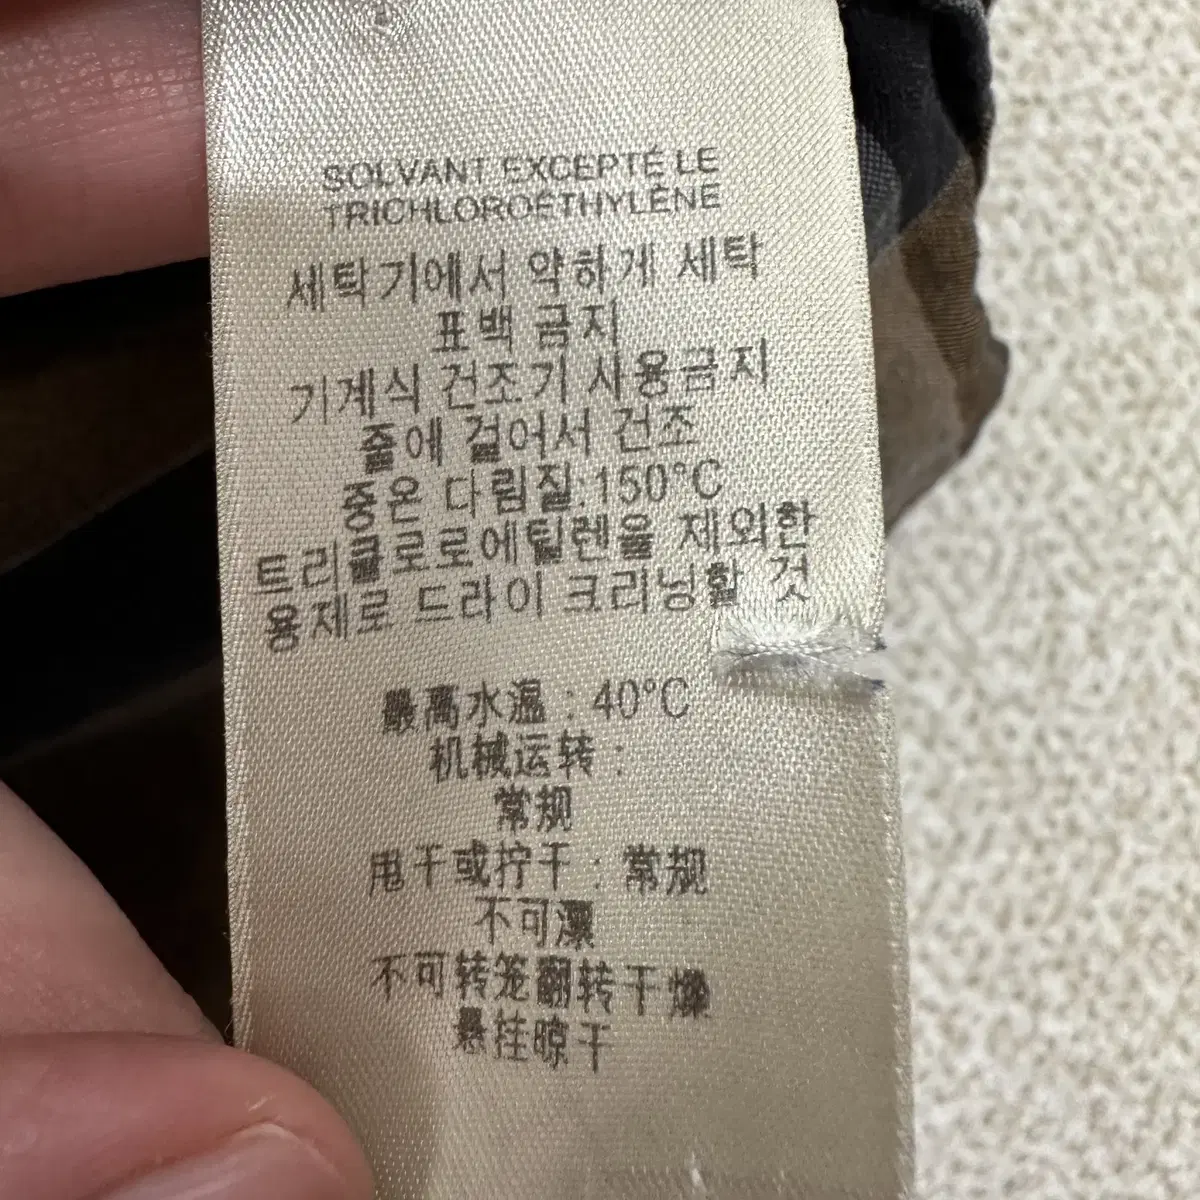 SOLVANT EXCEPTÉ LE
TRICHLOROÉTHYLÈNE
세탁기에서 약하게 세탁
표백 금지
기계식 건조기 사용금지
줄에 걸어서 건조
중온 다림질:150°C
트리클로로에틸렌을 제외한
용제로 드라이 크리닝할 것
最高水温 : 40°C
机械运转 :
常规
甩干或拧干 : 常规
不可漂
不可转笼翻转干燥
悬挂晾干